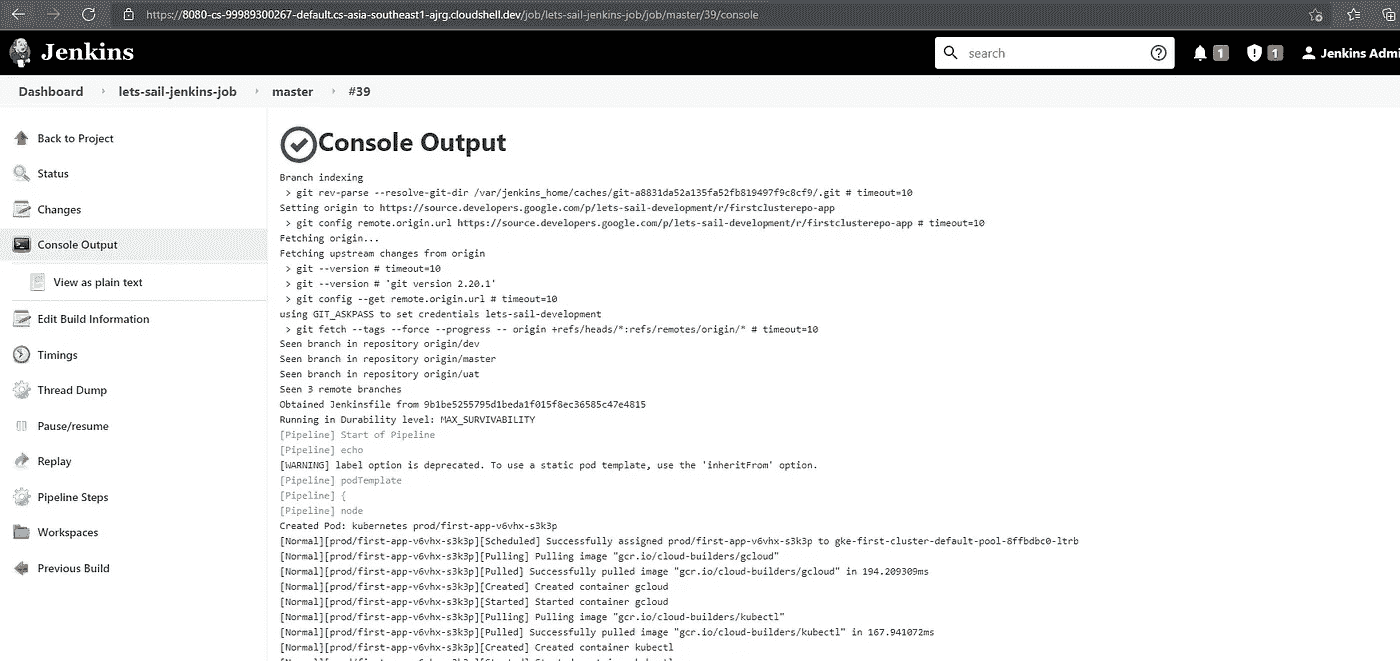 https://8080-cs-99989300267-default.cs-asia-southeast1-ajrg.cloudshell.dev/job/lets-sail-jenkins-job/job/master/39/console
Jenkins
search
1
1
Jenkins Admi
Dashboard
lets-sail-jenkins-job
master
#39
Back to Project
Status
Changes
Console Output
View as plain text
Edit Build Information
Timings
Thread Dump
Pause/resume
Replay
Pipeline Steps
Workspaces
Previous Build
Console Output
Branch indexing
> git rev-parse --resolve-git-dir /var/jenkins_home/caches/git-a8831da52a135fa52fb819497f9c8cf9/.git # timeout=10
Setting origin to https://source.developers.google.com/p/lets-sail-development/r/firstclusterepo-app
> git config remote.origin.url https://source.developers.google.com/p/lets-sail-development/r/firstclusterepo-app # timeout=10
Fetching origin...
Fetching upstream changes from origin
> git --version # timeout=10
> git --version # 'git version 2.20.1'
> git config --get remote.origin.url # timeout=10
using GIT_ASKPASS to set credentials lets-sail-development
> git fetch --tags --force --progress -- origin +refs/heads/*:refs/remotes/origin/* # timeout=10
Seen branch in repository origin/dev
Seen branch in repository origin/master
Seen branch in repository origin/uat
Seen 3 remote branches
Obtained Jenkinsfile from 9b1be5255795d1beda1f015f8ec36585c47e4815
Running in Durability level: MAX_SURVIVABILITY
[Pipeline] Start of Pipeline
[Pipeline] echo
[WARNING] label option is deprecated. To use a static pod template, use the 'inheritFrom' option.
[Pipeline] podTemplate
[Pipeline] {
[Pipeline] node
Created Pod: kubernetes prod/first-app-v6vhx-s3k3p
[Normal][prod/first-app-v6vhx-s3k3p][Scheduled] Successfully assigned prod/first-app-v6vhx-s3k3p to gke-first-cluster-default-pool-8ffbdbc0-ltrb
[Normal][prod/first-app-v6vhx-s3k3p][Pulling] Pulling image "gcr.io/cloud-builders/gcloud"
[Normal][prod/first-app-v6vhx-s3k3p][Pulled] Successfully pulled image "gcr.io/cloud-builders/gcloud" in 194.209309ms
[Normal][prod/first-app-v6vhx-s3k3p][Created] Created container gcloud
[Normal][prod/first-app-v6vhx-s3k3p][Started] Started container gcloud
[Normal][prod/first-app-v6vhx-s3k3p][Pulling] Pulling image "gcr.io/cloud-builders/kubectl"
[Normal][prod/first-app-v6vhx-s3k3p][Pulled] Successfully pulled image "gcr.io/cloud-builders/kubectl" in 167.941072ms
[Normal][prod/first-app-v6vhx-s3k3p][Created] Created container kubectl